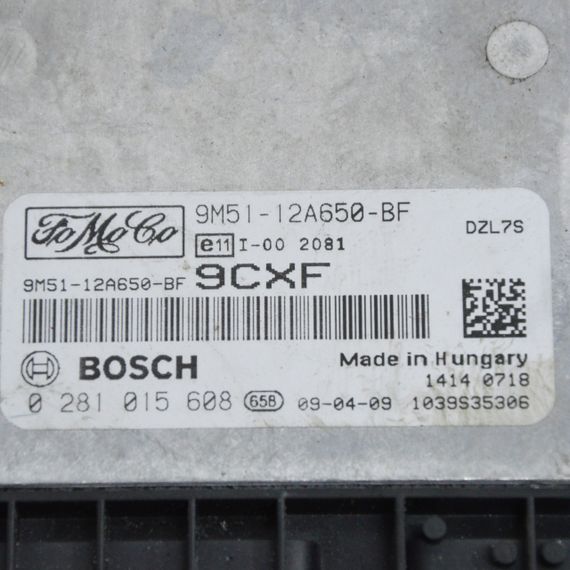 FoMoCo 9M51-12A650-BF DZL7S
e11 I-00 2081
9M51-12A650-BF 9CXF
BOSCH Made in Hungary
1414 0718
0 281 015 608 65B 09-04-09 1039S35306